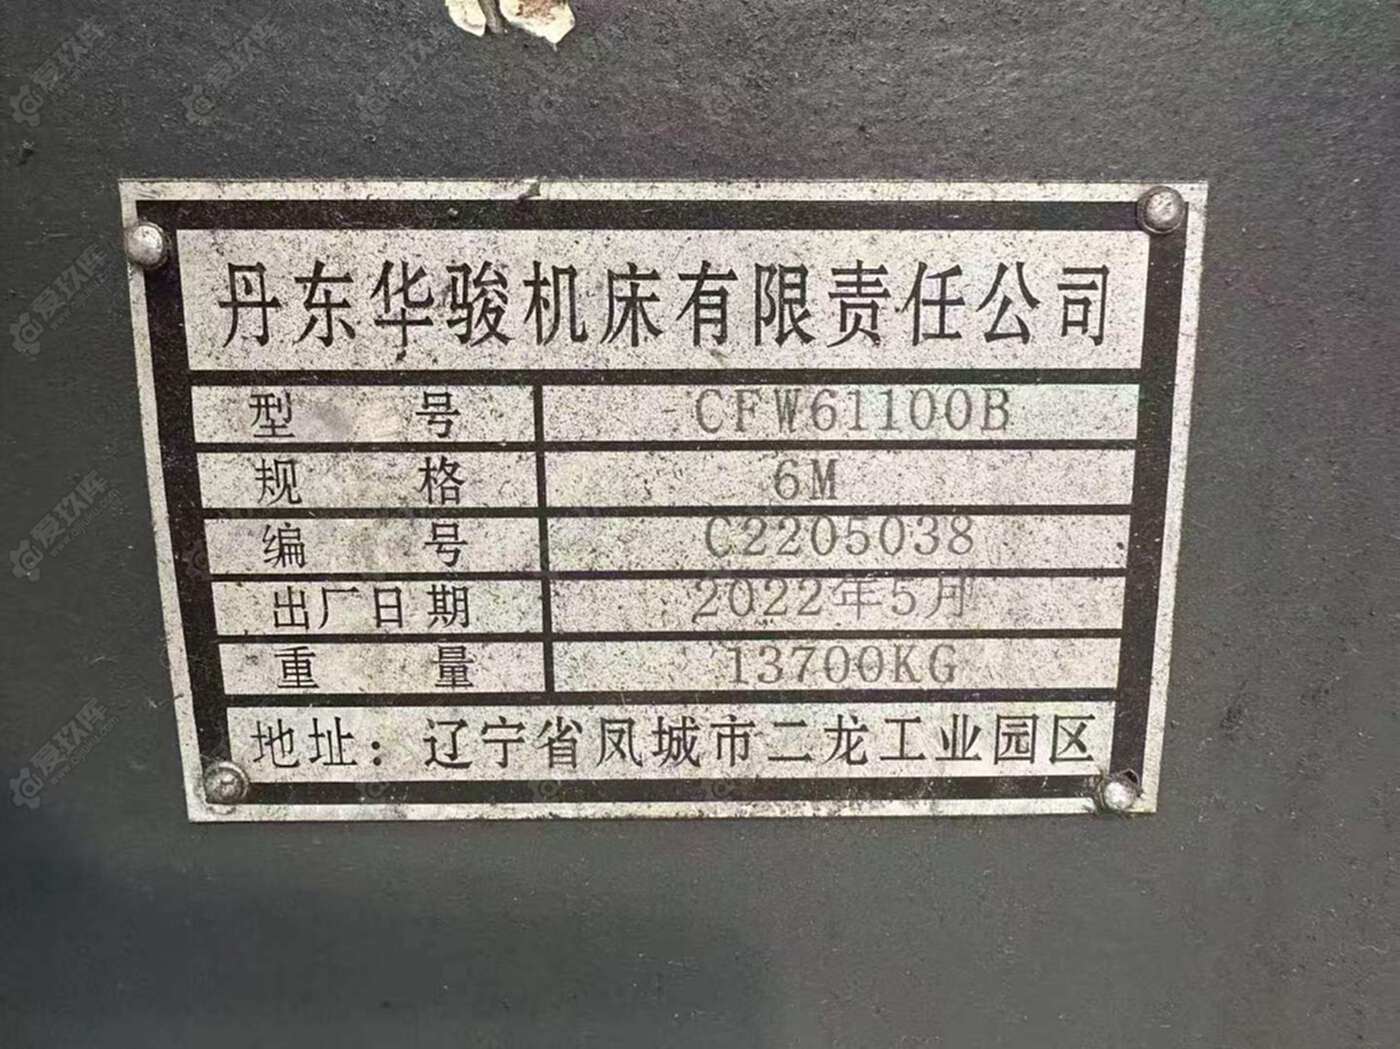 丹东华骏机床有限责任公司
型号 CFW61100B
规格 6M
编号 C2205038
出厂日期 2022年5月
重量 13700KG
地址：辽宁省凤城市二龙工业园区